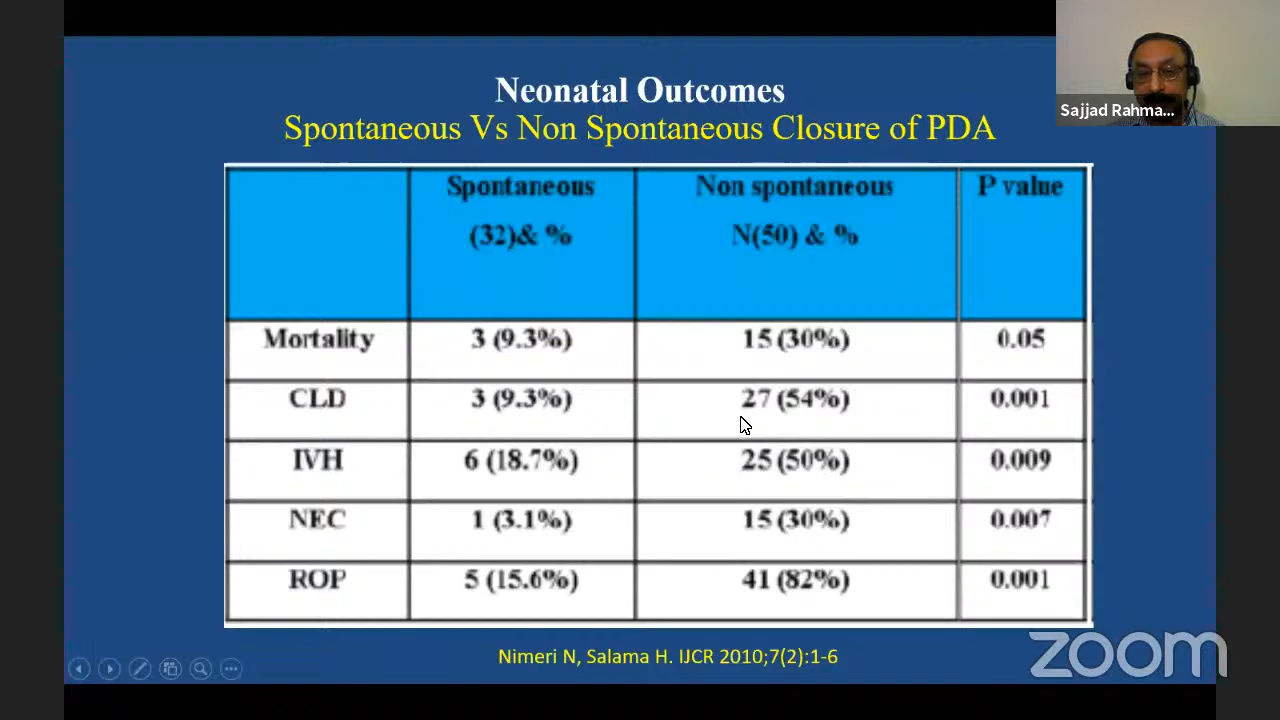 Neonatal Outcomes
Spontaneous Vs Non Spontaneous Closure of PDA
Sajjad Rahma...
Spontaneous Non spontaneous P value
(32)& % N(50) & %
Mortality 3 (9.3%) 15 (30%) 0.05
CLD 3 (9.3%) 27 (54%) 0.001
IVH 6 (18.7%) 25 (50%) 0.009
NEC 1 (3.1%) 15 (30%) 0.007
ROP 5 (15.6%) 41 (82%) 0.001
Nimeri N, Salama H. IJCR 2010;7(2):1-6
zoom